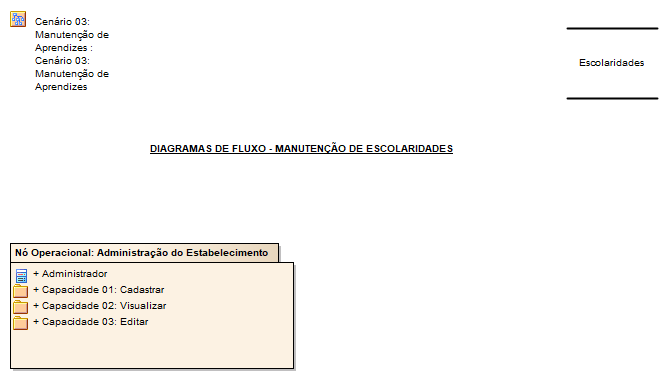 Cenário 03:
Manutenção de
Aprendizes :
Cenário 03:
Manutenção de
Aprendizes
Escolaridades
DIAGRAMAS DE FLUXO - MANUTENÇÃO DE ESCOLARIDADES
Nó Operacional: Administração do Estabelecimento
+ Administrador
+ Capacidade 01: Cadastrar
+ Capacidade 02: Visualizar
+ Capacidade 03: Editar